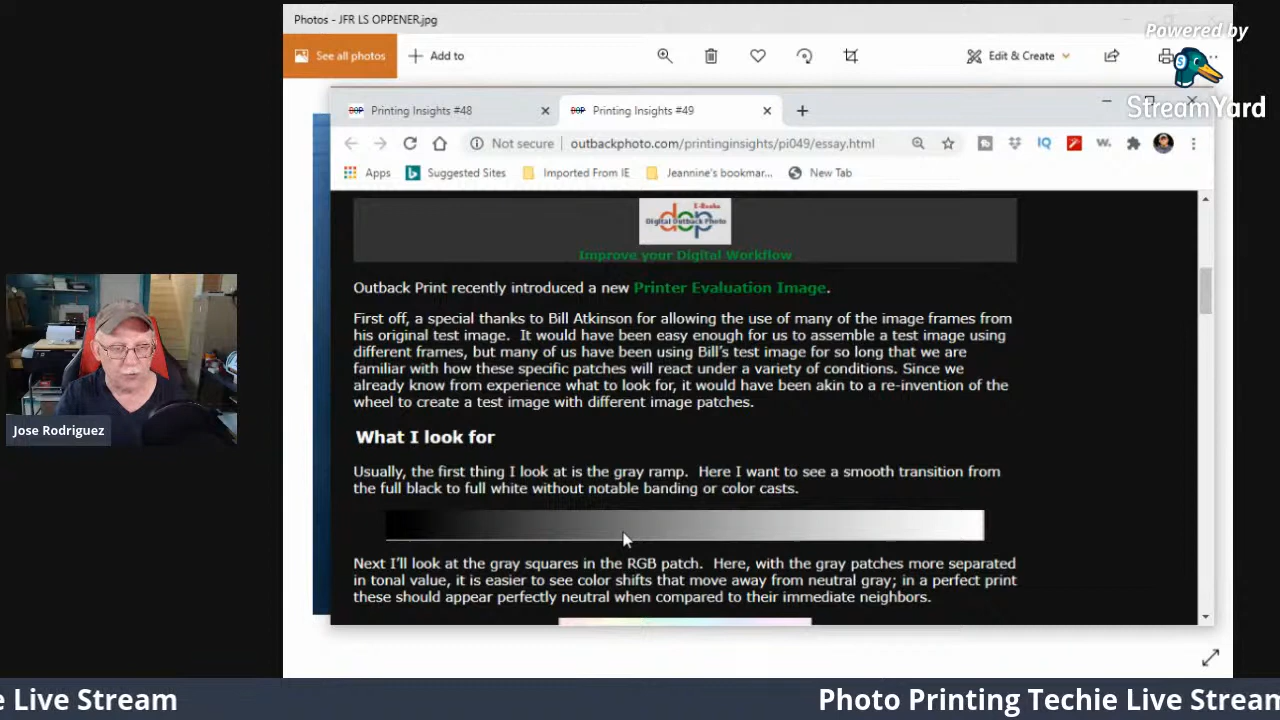 Photos - JFR LS OPPENER.jpg
Powered by
See all photos
Add to
Edit & Create
StreamYard
Printing Insights #48
Printing Insights #49
Not secure
outbackphoto.com/printinginsights/pi049/essay.html
Apps
Suggested Sites
Imported From IE
Jeannine's bookmar...
New Tab
E-Books
dop
Digital Outback Photo
Improve your Digital Workflow
Outback Print recently introduced a new Printer Evaluation Image.
First off, a special thanks to Bill Atkinson for allowing the use of many of the image frames from
his original test image.  It would have been easy enough for us to assemble a test image using
different frames, but many of us have been using Bill's test image for so long that we are
familiar with how these specific patches will react under a variety of conditions. Since we
already know from experience what to look for, it would have been akin to a re-invention of the
wheel to create a test image with different image patches.
What I look for
Usually, the first thing I look at is the gray ramp.  Here I want to see a smooth transition from
the full black to full white without notable banding or color casts.
Next I'll look at the gray squares in the RGB patch.  Here, with the gray patches more separated
in tonal value, it is easier to see color shifts that move away from neutral gray; in a perfect print
these should appear perfectly neutral when compared to their immediate neighbors.
Jose Rodriguez
e Live Stream
Photo Printing Techie Live Stream